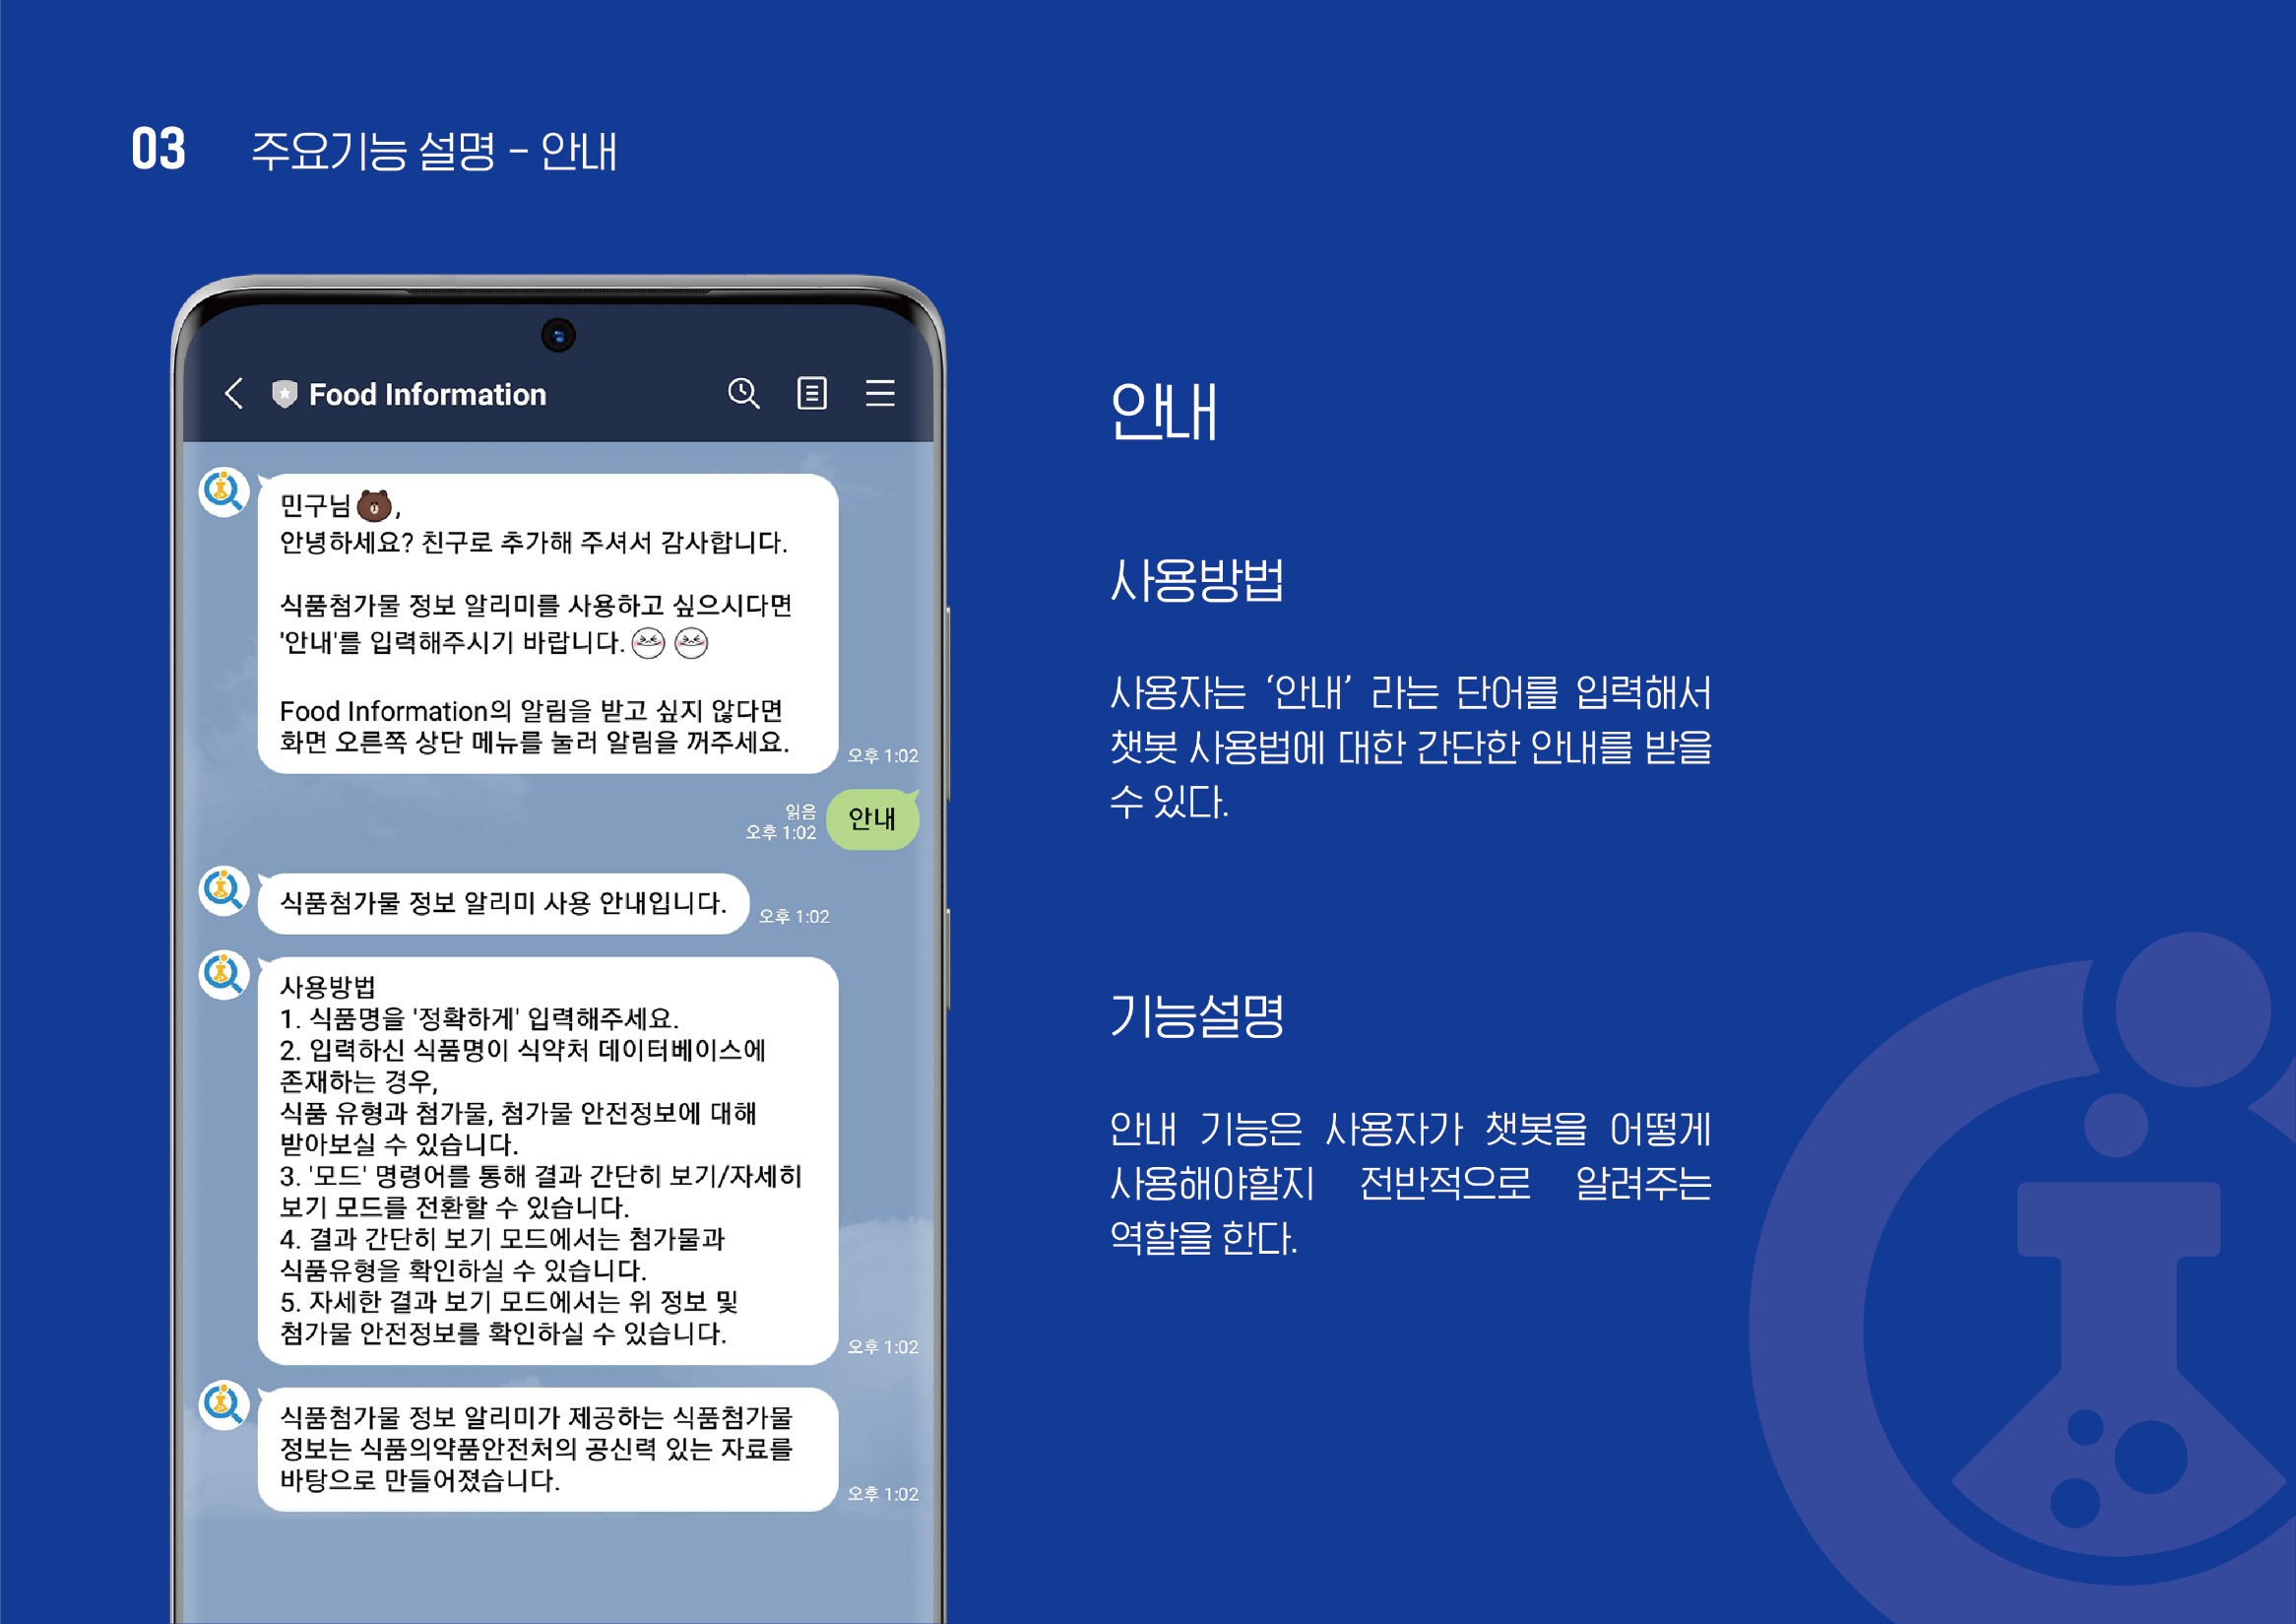 03 주요기능 설명 - 안내
Food Information
민구님,
안녕하세요? 친구로 추가해 주셔서 감사합니다.
식품첨가물 정보 알리미를 사용하고 싶으시다면
'안내'를 입력해주시기 바랍니다.
Food Information의 알림을 받고 싶지 않다면
화면 오른쪽 상단 메뉴를 눌러 알림을 꺼주세요.
오후 1:02
읽음
오후 1:02
안내
식품첨가물 정보 알리미 사용 안내입니다.
오후 1:02
사용방법
1. 식품명을 '정확하게' 입력해주세요.
2. 입력하신 식품명이 식약처 데이터베이스에
존재하는 경우,
식품 유형과 첨가물, 첨가물 안전정보에 대해
받아보실 수 있습니다.
3. '모드' 명령어를 통해 결과 간단히 보기/자세히
보기 모드를 전환할 수 있습니다.
4. 결과 간단히 보기 모드에서는 첨가물과
식품유형을 확인하실 수 있습니다.
5. 자세한 결과 보기 모드에서는 위 정보 및
첨가물 안전정보를 확인하실 수 있습니다.
오후 1:02
식품첨가물 정보 알리미가 제공하는 식품첨가물
정보는 식품의약품안전처의 공신력 있는 자료를
바탕으로 만들어졌습니다.
오후 1:02
안내
사용방법
사용자는 ‘안내’ 라는 단어를 입력해서
챗봇 사용법에 대한 간단한 안내를 받을
수 있다.
기능설명
안내 기능은 사용자가 챗봇을 어떻게
사용해야할지 전반적으로 알려주는
역할을 한다.